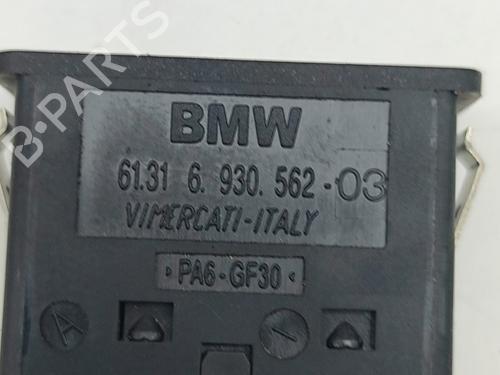 BMW
61.31 6. 930. 562-03
VIMERCATI-ITALY
PA6-GF30
A
B-PARTS